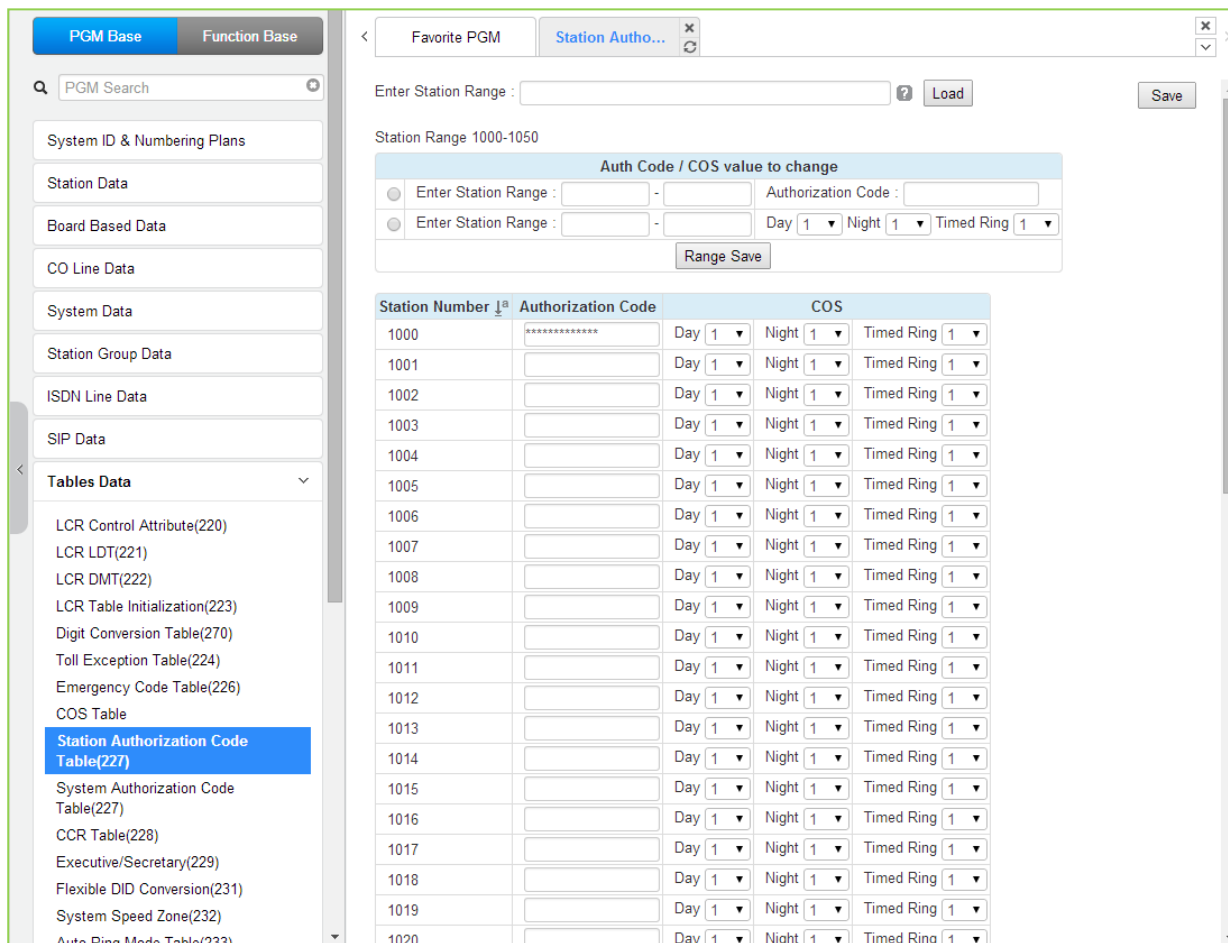 PGM Base Function Base
PGM Search
System ID & Numbering Plans
Station Data
Board Based Data
CO Line Data
System Data
Station Group Data
ISDN Line Data
SIP Data
Tables Data
LCR Control Attribute(220)
LCR LDT(221)
LCR DMT(222)
LCR Table Initialization(223)
Digit Conversion Table(270)
Toll Exception Table(224)
Emergency Code Table(226)
COS Table
Station Authorization Code
Table(227)
System Authorization Code
Table(227)
CCR Table(228)
Executive/Secretary(229)
Flexible DID Conversion(231)
System Speed Zone(232)
Auto Ring Mode Table(233)
Favorite PGM Station Autho...
Enter Station Range : ? Load Save
Station Range 1000-1050
Auth Code / COS value to change
Enter Station Range : - Authorization Code :
Enter Station Range : - Day 1 Night 1 Timed Ring 1
Range Save
Station Number Authorization Code COS
1000 ************* Day 1 Night 1 Timed Ring 1
1001 Day 1 Night 1 Timed Ring 1
1002 Day 1 Night 1 Timed Ring 1
1003 Day 1 Night 1 Timed Ring 1
1004 Day 1 Night 1 Timed Ring 1
1005 Day 1 Night 1 Timed Ring 1
1006 Day 1 Night 1 Timed Ring 1
1007 Day 1 Night 1 Timed Ring 1
1008 Day 1 Night 1 Timed Ring 1
1009 Day 1 Night 1 Timed Ring 1
1010 Day 1 Night 1 Timed Ring 1
1011 Day 1 Night 1 Timed Ring 1
1012 Day 1 Night 1 Timed Ring 1
1013 Day 1 Night 1 Timed Ring 1
1014 Day 1 Night 1 Timed Ring 1
1015 Day 1 Night 1 Timed Ring 1
1016 Day 1 Night 1 Timed Ring 1
1017 Day 1 Night 1 Timed Ring 1
1018 Day 1 Night 1 Timed Ring 1
1019 Day 1 Night 1 Timed Ring 1
1020 Day 1 Night 1 Timed Ring 1